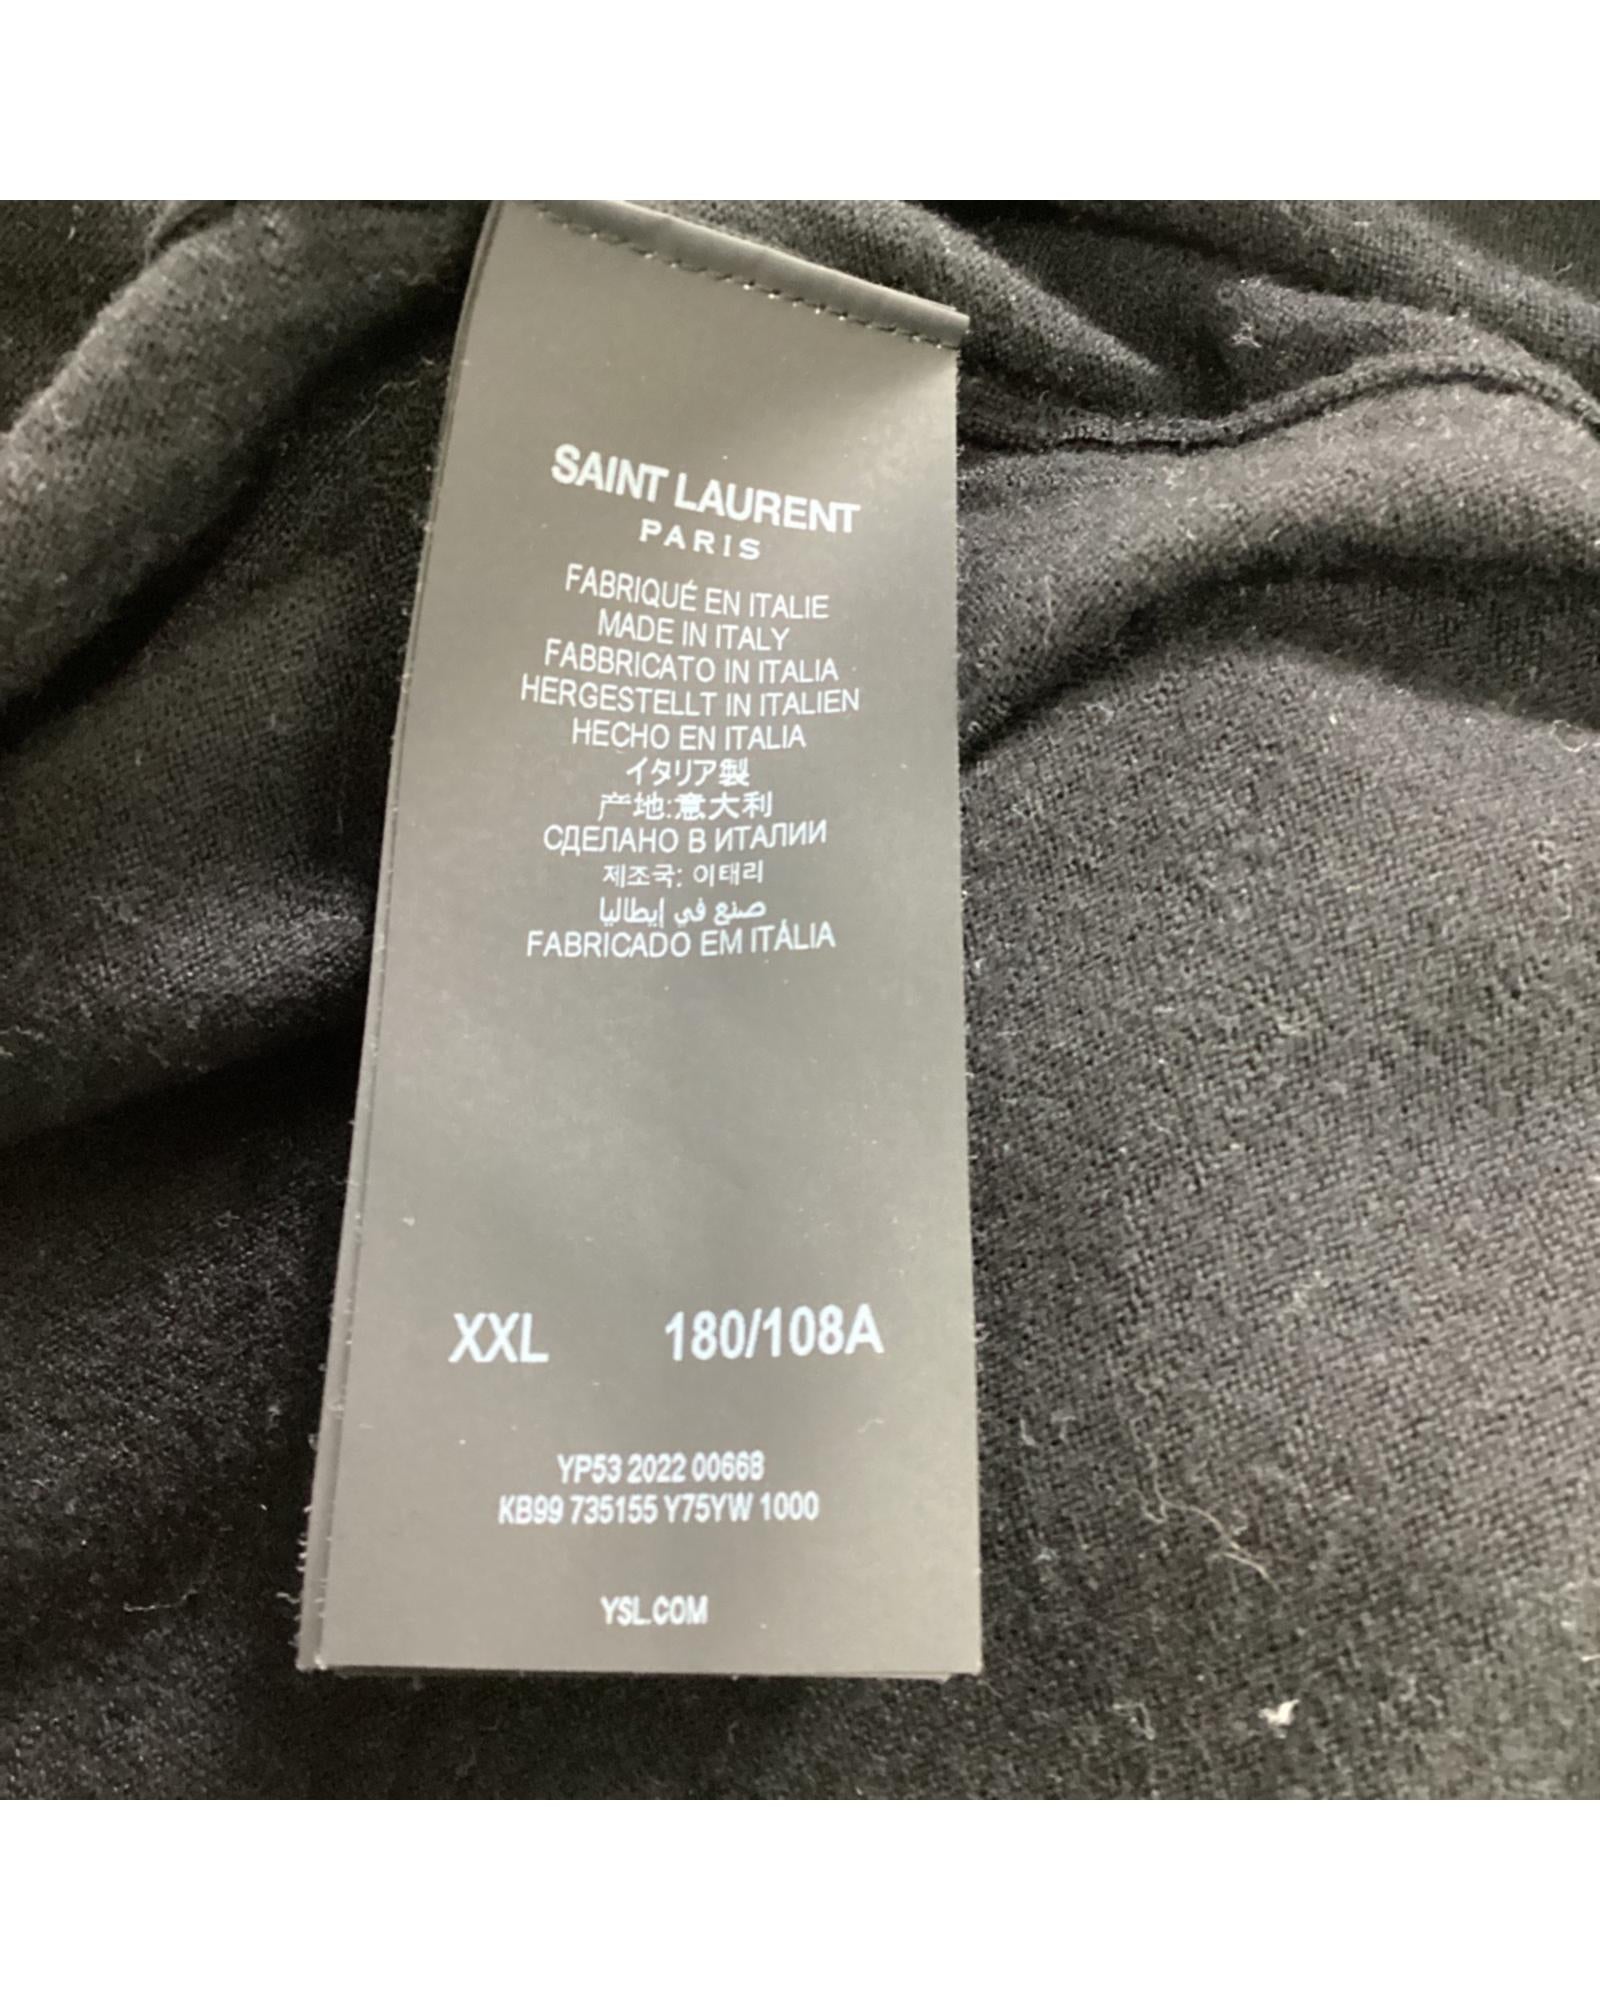 SAINT LAURENT
PARIS
FABRIQUÉ EN ITALIE
MADE IN ITALY
FABBRICATO IN ITALIA
HERGESTELLT IN ITALIEN
HECHO EN ITALIA
イタリア製
产地:意大利
СДЕЛАНО В ИТАЛИИ
제조국: 이태리
صنع في إيطاليا
FABRICADO EM ITÁLIA
XXL 180/108A
YP53 2022 0066B
KB99 735155 Y75YW 1000
YSL.COM